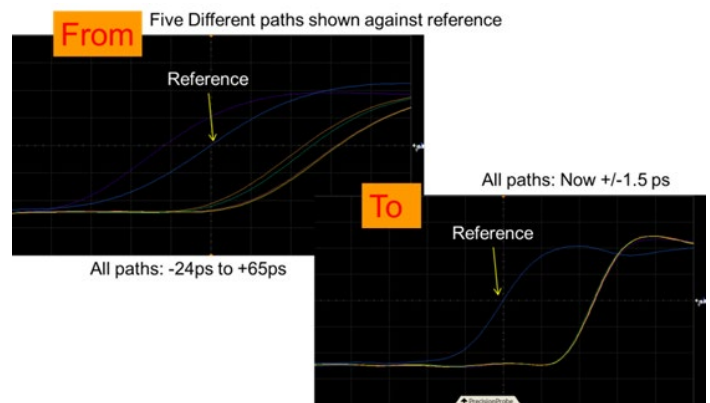 Five Different paths shown against reference
From
Reference
All paths: -24ps to +65ps
All paths: Now +/-1.5 ps
To
Reference
PrecisionProbe